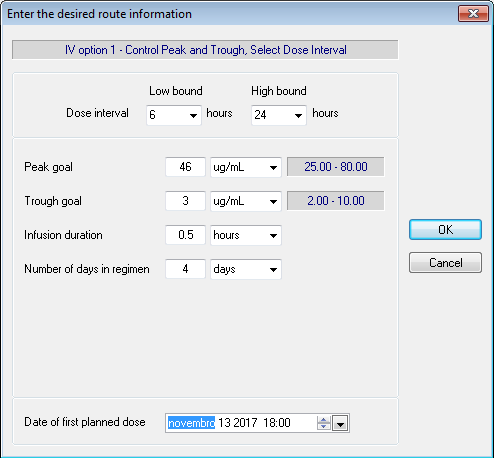 Enter the desired route information
IV option 1 - Control Peak and Trough, Select Dose Interval
Low bound High bound
Dose interval 6 hours 24 hours
Peak goal 46 ug/mL 25.00 - 80.00
Trough goal 3 ug/mL 2.00 - 10.00
OK
Infusion duration 0.5 hours
Cancel
Number of days in regimen 4 days
Date of first planned dose novembro 13 2017 18:00